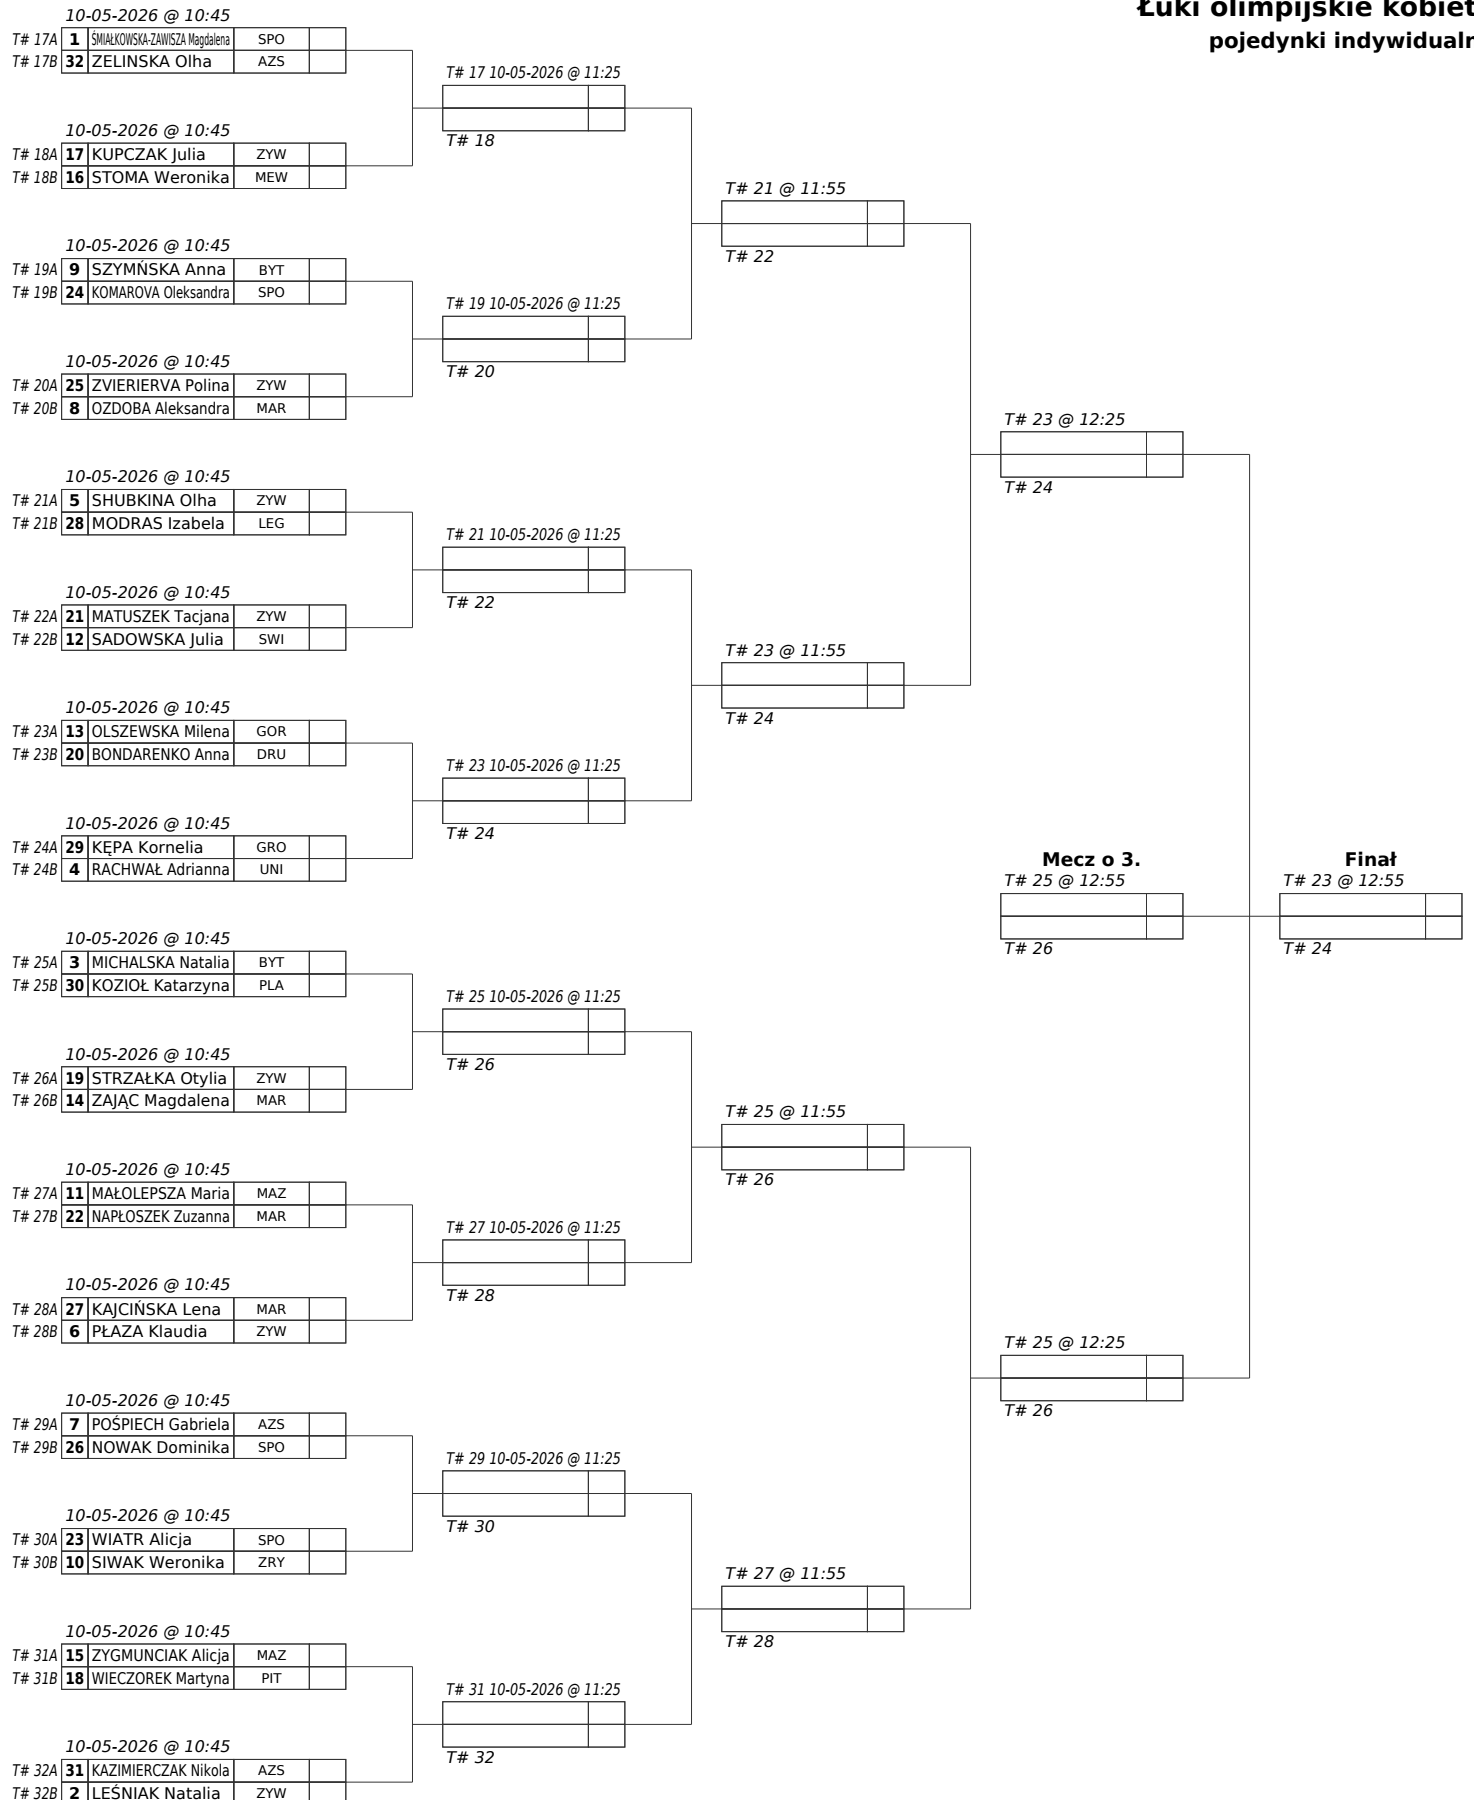 Łuki olimpijskie kobiet
pojedynki indywidualn
10-05-2026 @ 10:45
T# 17A 1 ŚMIAŁKOWSKA-ZAWISZA Magdalena SPO
T# 17B 32 ZELINSKA Olha AZS
10-05-2026 @ 10:45
T# 18A 17 KUPCZAK Julia ZYW
T# 18B 16 STOMA Weronika MEW
10-05-2026 @ 10:45
T# 19A 9 SZYMŃSKA Anna BYT
T# 19B 24 KOMAROVA Oleksandra SPO
10-05-2026 @ 10:45
T# 20A 25 ZVIERIERVA Polina ZYW
T# 20B 8 OZDOBA Aleksandra MAR
10-05-2026 @ 10:45
T# 21A 5 SHUBKINA Olha ZYW
T# 21B 28 MODRAS Izabela LEG
10-05-2026 @ 10:45
T# 22A 21 MATUSZEK Tacjana ZYW
T# 22B 12 SADOWSKA Julia SWI
10-05-2026 @ 10:45
T# 23A 13 OLSZEWSKA Milena GOR
T# 23B 20 BONDARENKO Anna DRU
10-05-2026 @ 10:45
T# 24A 29 KĘPA Kornelia GRO
T# 24B 4 RACHWAŁ Adrianna UNI
10-05-2026 @ 10:45
T# 25A 3 MICHALSKA Natalia BYT
T# 25B 30 KOZIOŁ Katarzyna PLA
10-05-2026 @ 10:45
T# 26A 19 STRZAŁKA Otylia ZYW
T# 26B 14 ZAJĄC Magdalena MAR
10-05-2026 @ 10:45
T# 27A 11 MAŁOLEPSZA Maria MAZ
T# 27B 22 NAPŁOSZEK Zuzanna MAR
10-05-2026 @ 10:45
T# 28A 27 KAJCIŃSKA Lena MAR
T# 28B 6 PŁAZA Klaudia ZYW
10-05-2026 @ 10:45
T# 29A 7 POŚPIECH Gabriela AZS
T# 29B 26 NOWAK Dominika SPO
10-05-2026 @ 10:45
T# 30A 23 WIATR Alicja SPO
T# 30B 10 SIWAK Weronika ZRY
10-05-2026 @ 10:45
T# 31A 15 ZYGMUNCIAK Alicja MAZ
T# 31B 18 WIECZOREK Martyna PIT
10-05-2026 @ 10:45
T# 32A 31 KAZIMIERCZAK Nikola AZS
T# 32B 2 LEŚNIAK Natalia ZYW
T# 17 10-05-2026 @ 11:25
T# 18
T# 19 10-05-2026 @ 11:25
T# 20
T# 21 10-05-2026 @ 11:25
T# 22
T# 23 10-05-2026 @ 11:25
T# 24
T# 25 10-05-2026 @ 11:25
T# 26
T# 27 10-05-2026 @ 11:25
T# 28
T# 29 10-05-2026 @ 11:25
T# 30
T# 31 10-05-2026 @ 11:25
T# 32
T# 21 @ 11:55
T# 22
T# 23 @ 11:55
T# 24
T# 25 @ 11:55
T# 26
T# 27 @ 11:55
T# 28
T# 23 @ 12:25
T# 24
T# 25 @ 12:25
T# 26
Mecz o 3.
T# 25 @ 12:55
T# 26
Finał
T# 23 @ 12:55
T# 24